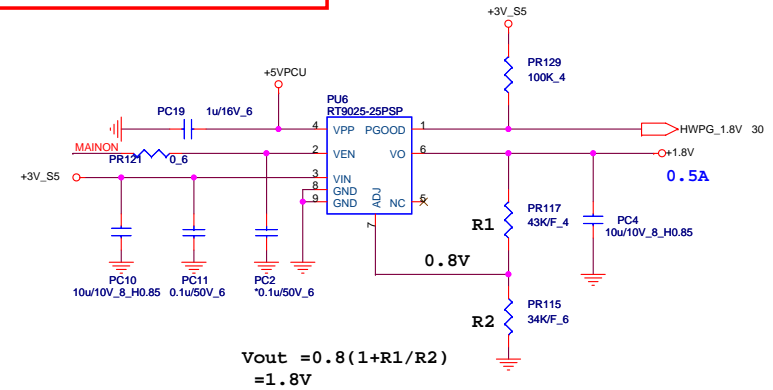 +3V_S5
PR129
100K_4
+5VPCU
PU6
RT9025-25PSP
PC19 1u/16V_6
4 VPP PGOOD 1
HWPG_1.8V 30
MAINON
PR121 0_6
2 VEN VO 6
+1.8V
0.5A
+3V_S5
3 VIN
8 GND
9 GND
ADJ
NC 5
7
R1
PR117
43K/F_4
PC4
10u/10V_8_H0.85
0.8V
PC10
10u/10V_8_H0.85
PC11
0.1u/50V_6
PC2
*0.1u/50V_6
R2
PR115
34K/F_6
Vout =0.8(1+R1/R2)
=1.8V